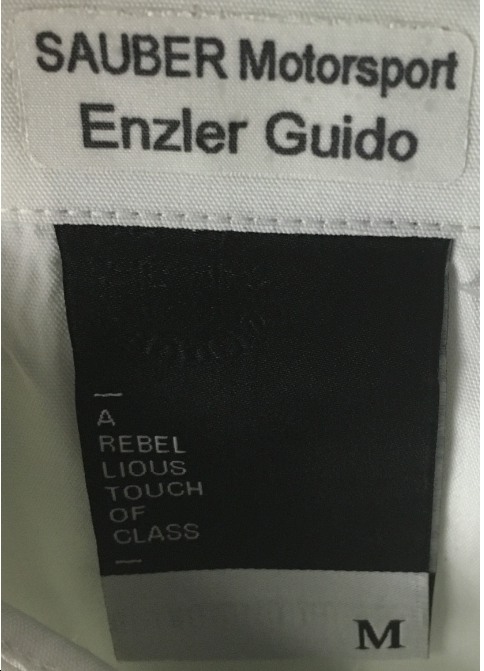 SAUBER Motorsport
Enzler Guido
A
REBEL
LIOUS
TOUCH
OF
CLASS
M